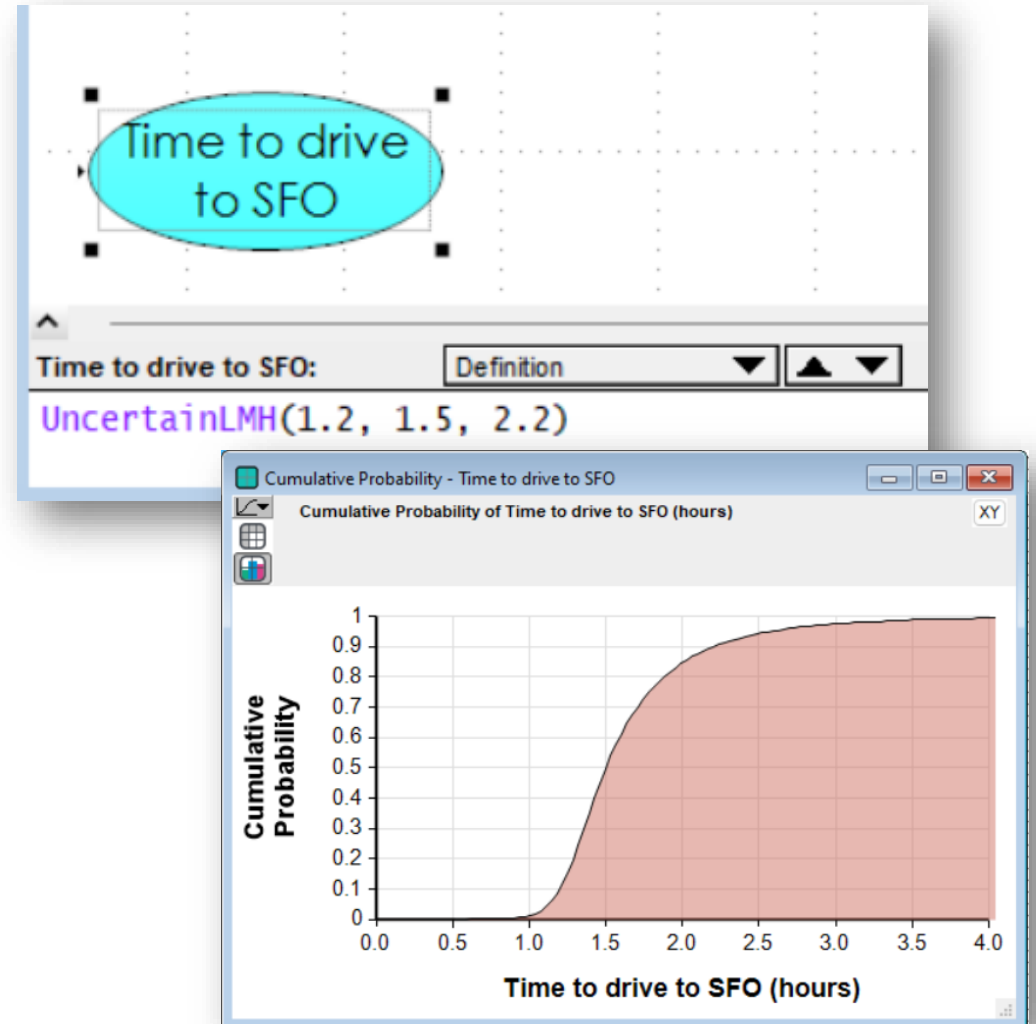 Time to drive
to SFO
Time to drive to SFO: Definition
UncertainLMH(1.2, 1.5, 2.2)
Cumulative Probability - Time to drive to SFO
Cumulative Probability of Time to drive to SFO (hours) XY
Cumulative
Probability
1
0.9
0.8
0.7
0.6
0.5
0.4
0.3
0.2
0.1
0
0.0 0.5 1.0 1.5 2.0 2.5 3.0 3.5 4.0
Time to drive to SFO (hours)